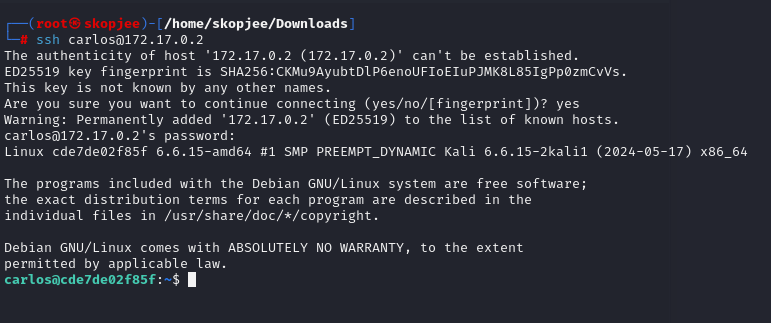 ┌──(root㉿skopjee)-[/home/skopjee/Downloads]
└─# ssh carlos@172.17.0.2
The authenticity of host '172.17.0.2 (172.17.0.2)' can't be established.
ED25519 key fingerprint is SHA256:CKMu9AyubtDlP6enoUFIoEIuPJMK8L85IgPp0zmCvVs.
This key is not known by any other names.
Are you sure you want to continue connecting (yes/no/[fingerprint])? yes
Warning: Permanently added '172.17.0.2' (ED25519) to the list of known hosts.
carlos@172.17.0.2's password:
Linux cde7de02f85f 6.6.15-amd64 #1 SMP PREEMPT_DYNAMIC Kali 6.6.15-2kali1 (2024-05-17) x86_64

The programs included with the Debian GNU/Linux system are free software;
the exact distribution terms for each program are described in the
individual files in /usr/share/doc/*/copyright.

Debian GNU/Linux comes with ABSOLUTELY NO WARRANTY, to the extent
permitted by applicable law.
carlos@cde7de02f85f:~$